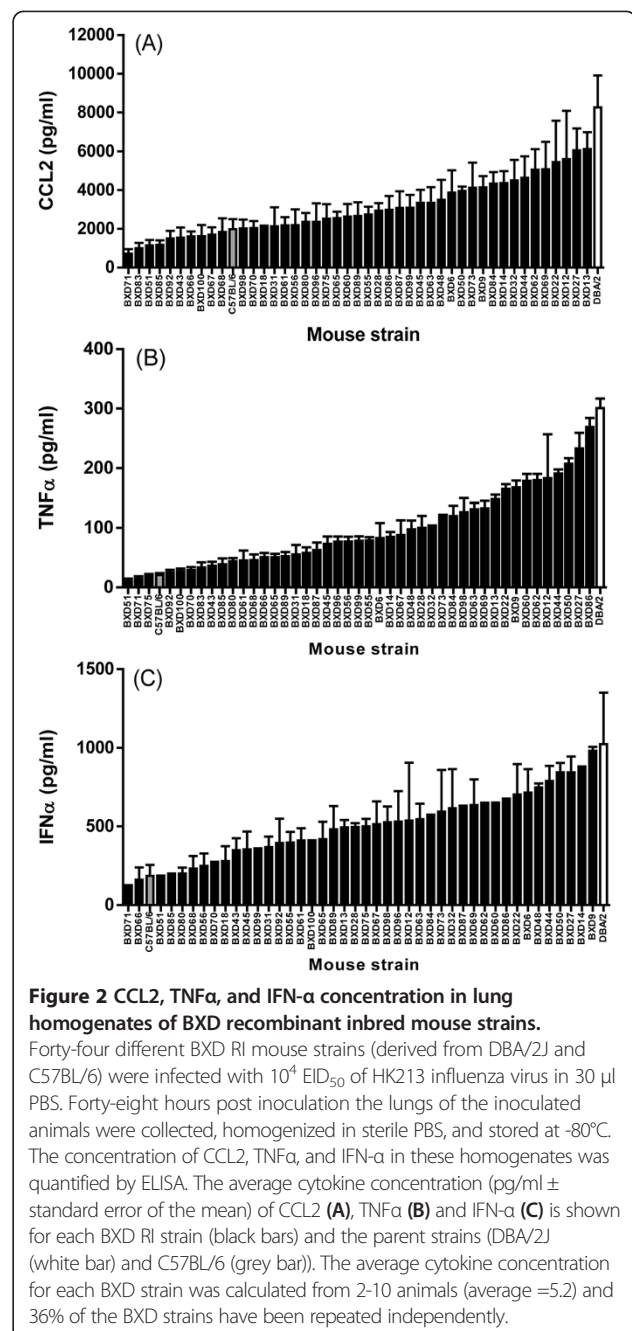 (A)
12000
10000
8000
6000
4000
2000
0
CCL2 (pg/ml)
BXD71 BXD83 BXD51 BXD85 BXD92 BXD43 BXD66 BXD100 BXD67 BXD68 C57BL/6 BXD98 BXD70 BXD18 BXD31 BXD61 BXD56 BXD80 BXD96 BXD75 BXD65 BXD60 BXD89 BXD55 BXD28 BXD86 BXD87 BXD99 BXD45 BXD63 BXD48 BXD6 BXD50 BXD73 BXD9 BXD84 BXD14 BXD32 BXD44 BXD62 BXD69 BXD22 BXD12 BXD27 BXD13 DBA/2
Mouse strain
(B)
400
300
200
100
0
TNFα (pg/ml)
BXD51 BXD71 BXD75 C57BL/6 BXD92 BXD100 BXD70 BXD83 BXD43 BXD85 BXD80 BXD61 BXD68 BXD66 BXD65 BXD89 BXD31 BXD18 BXD87 BXD45 BXD96 BXD56 BXD99 BXD55 BXD6 BXD14 BXD67 BXD48 BXD28 BXD32 BXD73 BXD84 BXD98 BXD63 BXD69 BXD13 BXD22 BXD9 BXD60 BXD62 BXD12 BXD44 BXD50 BXD27 BXD86 DBA/2
Mouse strain
(C)
1500
1000
500
0
IFNα (pg/ml)
BXD71 BXD66 C57BL/6 BXD51 BXD85 BXD80 BXD68 BXD56 BXD70 BXD18 BXD43 BXD45 BXD99 BXD31 BXD92 BXD55 BXD61 BXD100 BXD65 BXD89 BXD13 BXD28 BXD75 BXD67 BXD98 BXD96 BXD12 BXD63 BXD84 BXD73 BXD32 BXD87 BXD69 BXD62 BXD60 BXD86 BXD22 BXD6 BXD48 BXD44 BXD50 BXD27 BXD14 BXD9 DBA/2
Mouse strain
Figure 2 CCL2, TNFα, and IFN-α concentration in lung
homogenates of BXD recombinant inbred mouse strains.
Forty-four different BXD RI mouse strains (derived from DBA/2J and
C57BL/6) were infected with 10⁴ EID₅₀ of HK213 influenza virus in 30 μl
PBS. Forty-eight hours post inoculation the lungs of the inoculated
animals were collected, homogenized in sterile PBS, and stored at -80°C.
The concentration of CCL2, TNFα, and IFN-α in these homogenates was
quantified by ELISA. The average cytokine concentration (pg/ml ±
standard error of the mean) of CCL2 (A), TNFα (B) and IFN-α (C) is shown
for each BXD RI strain (black bars) and the parent strains (DBA/2J
(white bar) and C57BL/6 (grey bar)). The average cytokine concentration
for each BXD strain was calculated from 2-10 animals (average =5.2) and
36% of the BXD strains have been repeated independently.